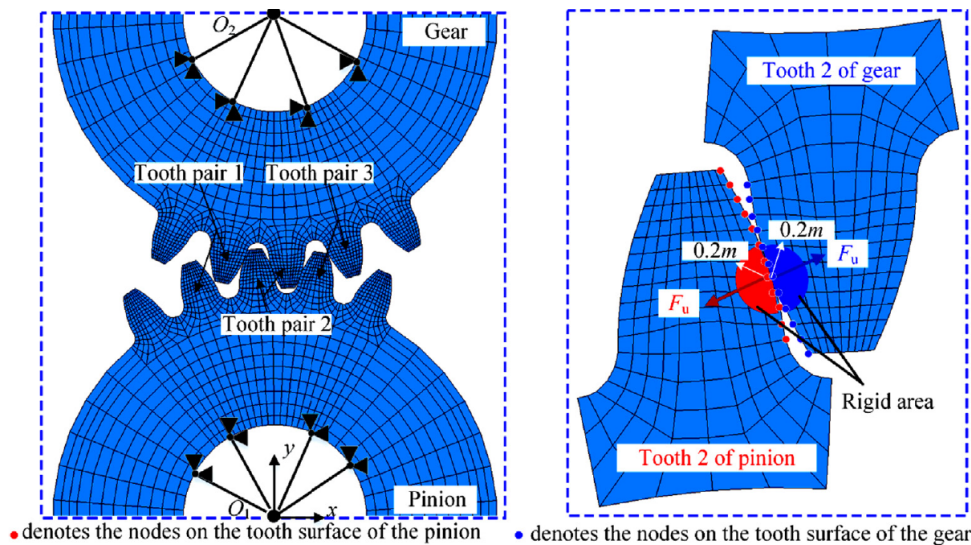 O2
Gear
Tooth pair 1
Tooth pair 3
Tooth pair 2
y
O1
x
Pinion
Tooth 2 of gear
0.2m
0.2m
Fu
Fu
Rigid area
Tooth 2 of pinion
denotes the nodes on the tooth surface of the pinion
denotes the nodes on the tooth surface of the gear